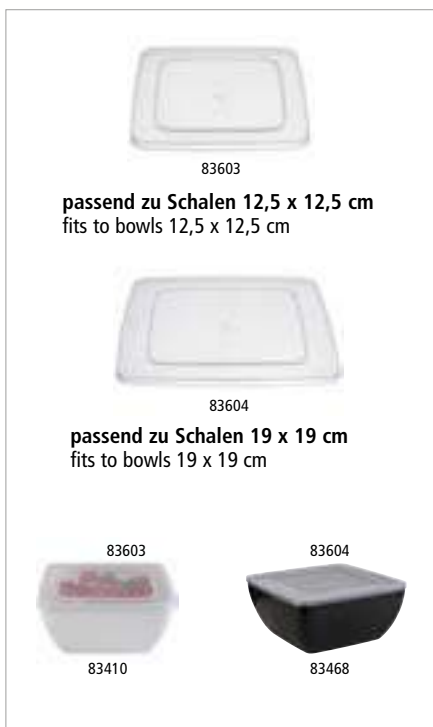 83603
passend zu Schalen 12,5 x 12,5 cm
fits to bowls 12,5 x 12,5 cm
83604
passend zu Schalen 19 x 19 cm
fits to bowls 19 x 19 cm
83603 83604
83410 83468